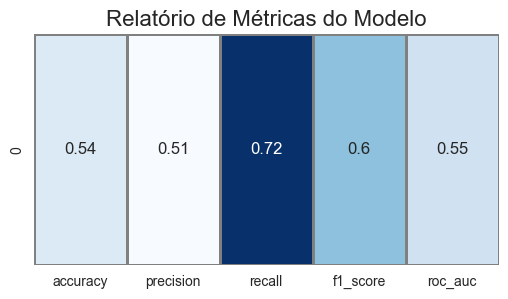 Relatório de Métricas do Modelo
0
0.54 0.51 0.72 0.6 0.55
accuracy precision recall f1_score roc_auc